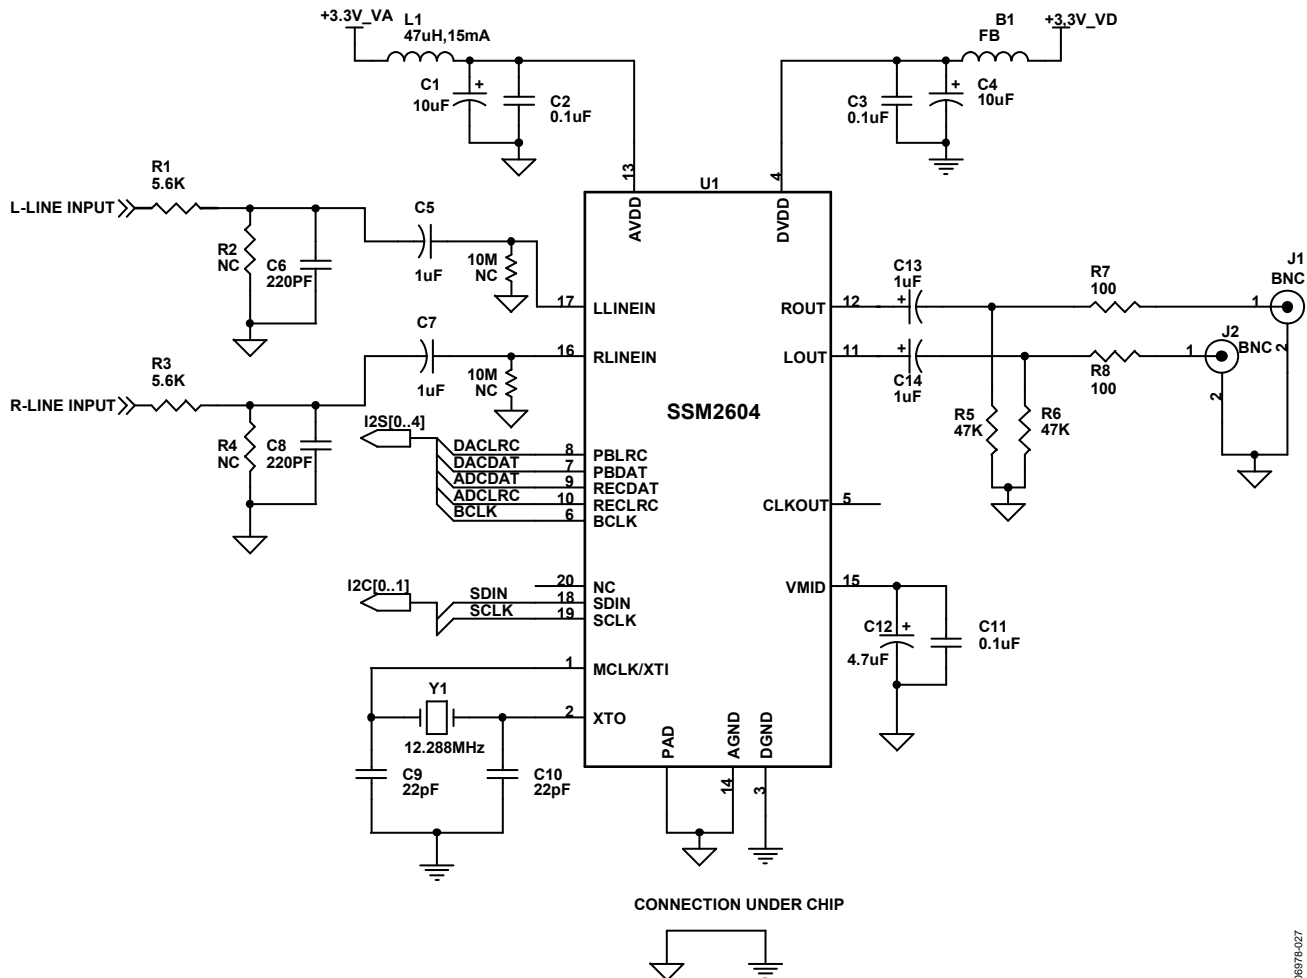 +3.3V_VA
L1
47uH,15mA
B1
FB
+3.3V_VD
C1
10uF
+
C2
0.1uF
C3
0.1uF
+
C4
10uF
13
U1
4
AVDD
DVDD
R1
5.6K
L-LINE INPUT
R2
NC
C6
220PF
C5
1uF
10M
NC
17
LLINEIN
C7
1uF
16
RLINEIN
R3
5.6K
10M
NC
R-LINE INPUT
R4
NC
C8
220PF
SSM2604
ROUT
12
C13
1uF
+
R7
100
1
J1
BNC
2
LOUT
11
+
C14
1uF
R8
100
1
J2
BNC
2
R5
47K
R6
47K
I2S[0..4]
DACLRC
8
PBLRC
DACDAT
7
PBDAT
ADCDAT
9
RECDAT
ADCLRC
10
RECLRC
BCLK
6
BCLK
CLKOUT
5
I2C[0..1]
20
NC
SDIN
18
SDIN
SCLK
19
SCLK
VMID
15
C12
+
4.7uF
C11
0.1uF
1
MCLK/XTI
Y1
12.288MHz
2
XTO
C9
22pF
C10
22pF
PAD
AGND
DGND
14
3
CONNECTION UNDER CHIP
06978-027